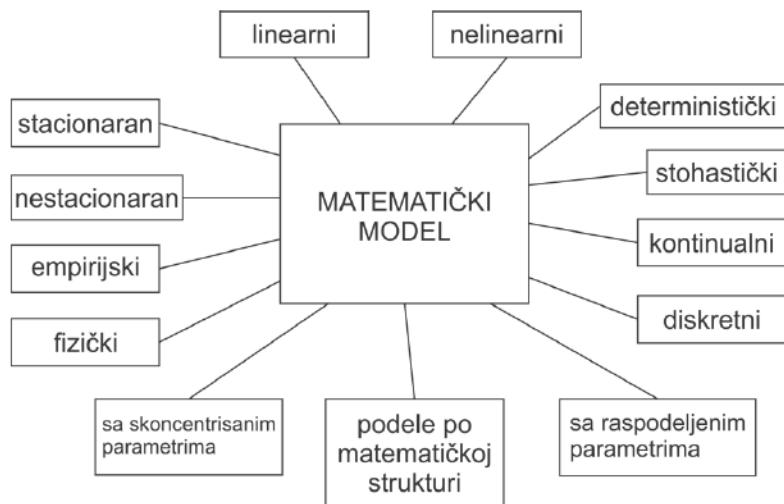 linearni
nelinearni
stacionaran
deterministički
nestacionaran
stohastički
MATEMATIČKI
MODEL
empirijski
kontinualni
fizički
diskretni
sa skoncentrisanim
parametrima
podele po
matematičkoj
strukturi
sa raspodeljenim
parametrima